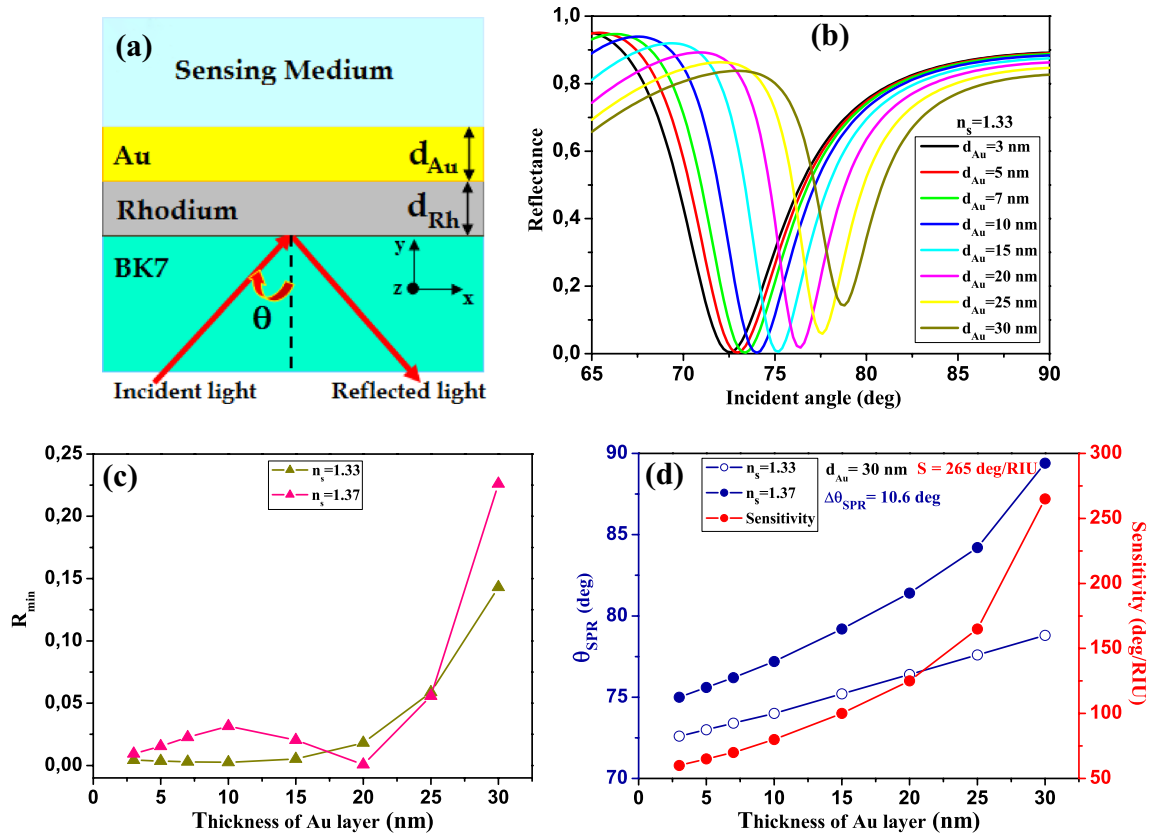 (a)
Sensing Medium
Au
d_Au
Rhodium
d_Rh
BK7
y
z
x
θ
Incident light
Reflected light
(b)
Reflectance
1,0
0,8
0,6
0,4
0,2
0,0
65
70
75
80
85
90
Incident angle (deg)
n_s=1.33
d_Au=3 nm
d_Au=5 nm
d_Au=7 nm
d_Au=10 nm
d_Au=15 nm
d_Au=20 nm
d_Au=25 nm
d_Au=30 nm
(c)
R_min
0,25
0,20
0,15
0,10
0,05
0,00
0
5
10
15
20
25
30
Thickness of Au layer (nm)
n_s=1.33
n_s=1.37
(d)
θ_SPR (deg)
90
85
80
75
70
0
5
10
15
20
25
30
Thickness of Au layer (nm)
n_s=1.33
n_s=1.37
Sensitivity
d_Au = 30 nm
S = 265 deg/RIU
Δθ_SPR= 10.6 deg
300
250
200
150
100
50
Sensitivity (deg/RIU)